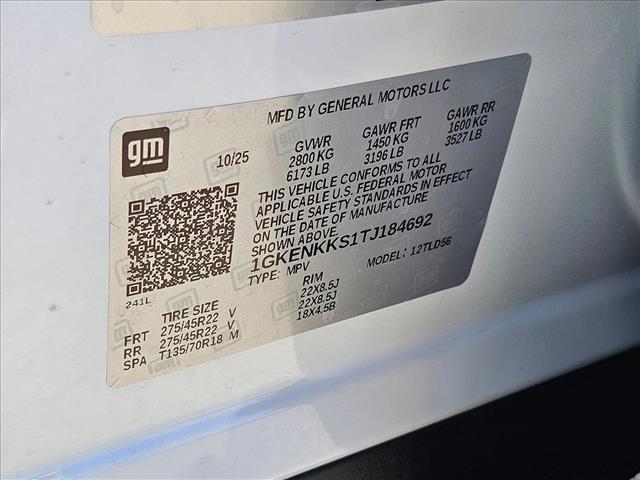 MFD BY GENERAL MOTORS LLC
gm
10/25
GVWR GAWR FRT GAWR RR
2800 KG 1450 KG 1600 KG
6173 LB 3196 LB 3527 LB
THIS VEHICLE CONFORMS TO ALL
APPLICABLE U.S. FEDERAL MOTOR
VEHICLE SAFETY STANDARDS IN EFFECT
ON THE DATE OF MANUFACTURE
SHOWN ABOVE.
1GKENKKS1TJ184692
TYPE: MPV MODEL: 12TLD56
241L
TIRE SIZE RIM
FRT 275/45R22 V 22X8.5J
RR 275/45R22 V 22X8.5J
SPA T135/70R18 M 18X4.5B